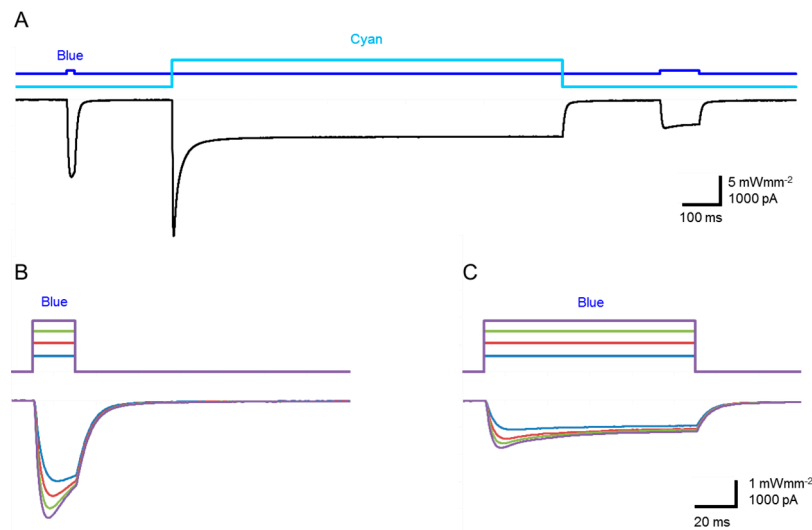 A
Cyan
Blue
5 mWmm-2
1000 pA
100 ms
B
C
Blue
Blue
1 mWmm-2
1000 pA
20 ms